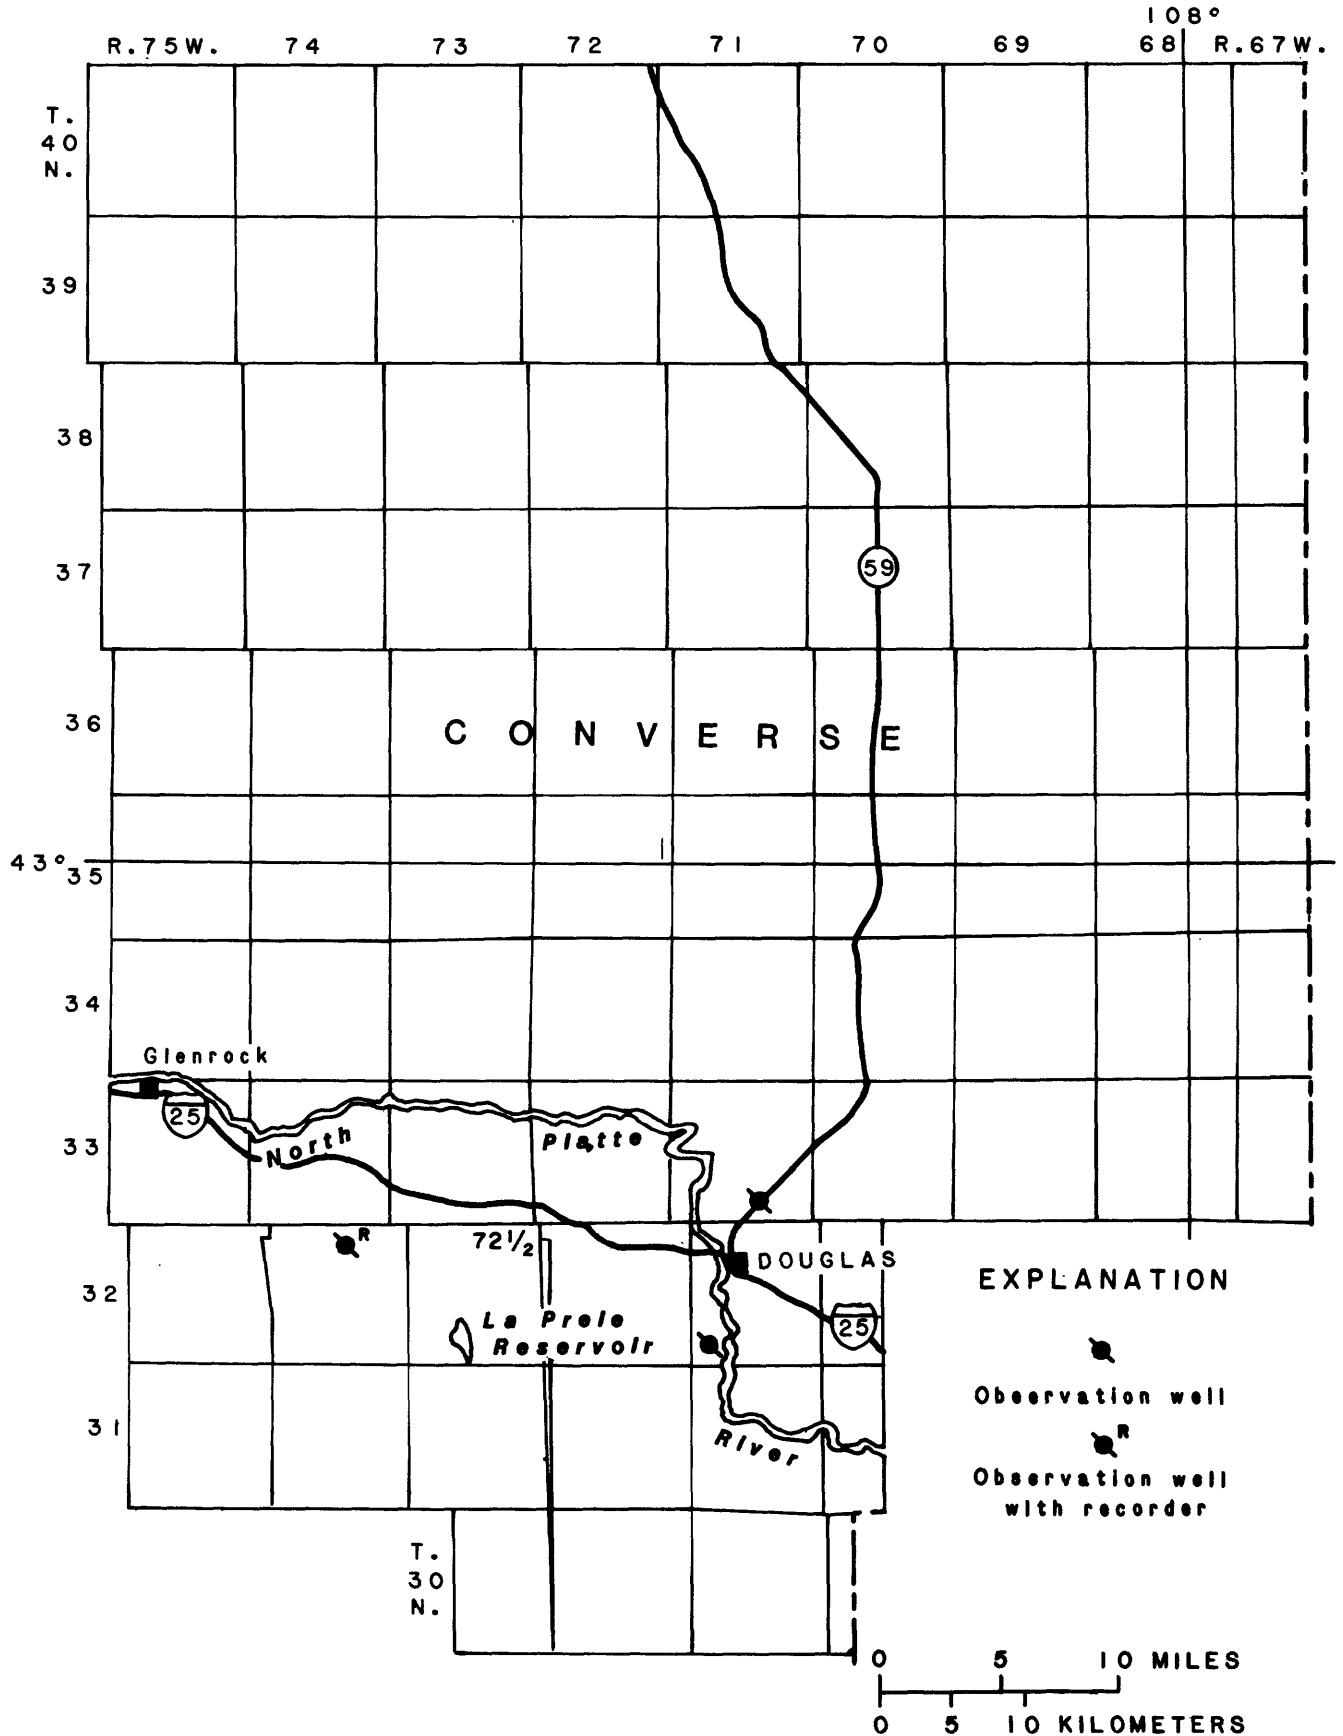 108°
R.75W. 74 73 72 71 70 69 68 R.67W.
T.
40
N.
39
38
37
59
36
CONVERSE
43°
35
34
Glenrock
25
33
North Platte
R
72½
DOUGLAS
32
EXPLANATION
La Prele
Reservoir
25
Observation well
31
River
R
Observation well
with recorder
T.
30
N.
0 5 10 MILES
0 5 10 KILOMETERS